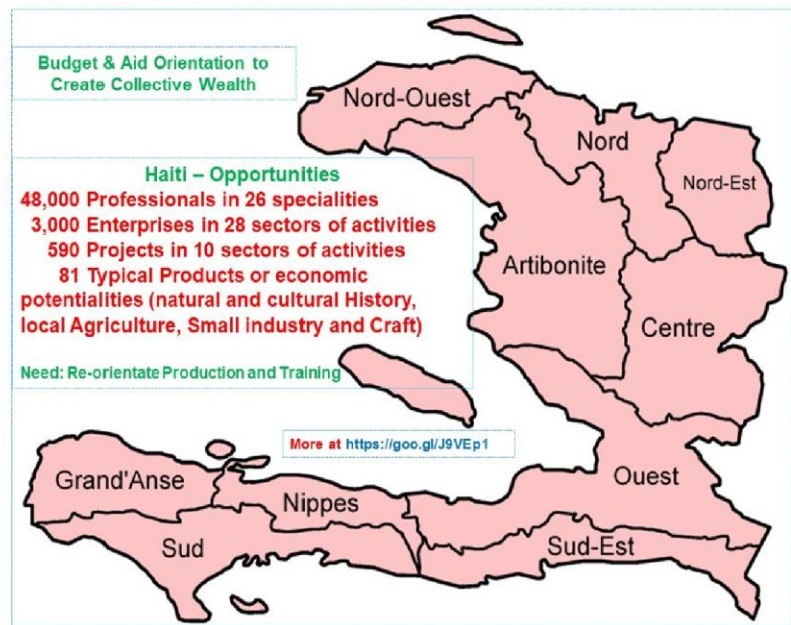 Budget & Aid Orientation to
Create Collective Wealth
Haiti – Opportunities
48,000 Professionals in 26 specialities
3,000 Enterprises in 28 sectors of activities
590 Projects in 10 sectors of activities
81 Typical Products or economic
potentialities (natural and cultural History,
local Agriculture, Small industry and Craft)
Need: Re-orientate Production and Training
More at https://goo.gl/J9VEp1
Nord-Ouest
Nord
Nord-Est
Artibonite
Centre
Ouest
Grand'Anse
Nippes
Sud
Sud-Est